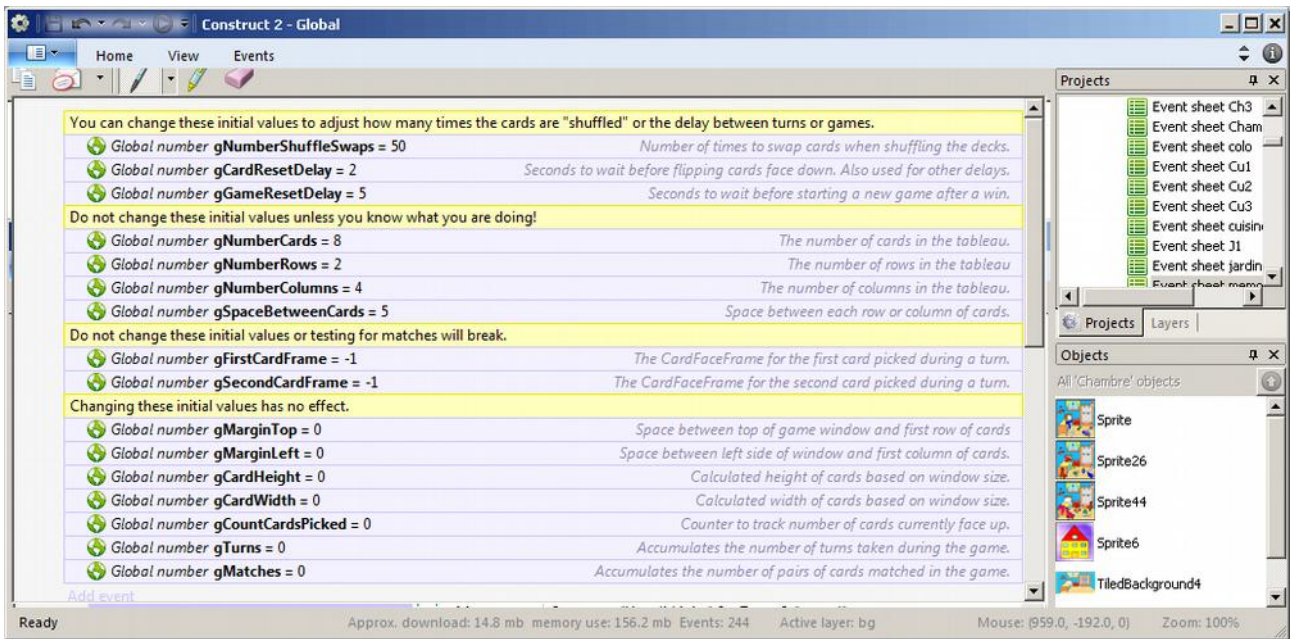 Construct 2 - Global
Home View Events
You can change these initial values to adjust how many times the cards are "shuffled" or the delay between turns or games.
Global number gNumberShuffleSwaps = 50 Number of times to swap cards when shuffling the decks.
Global number gCardResetDelay = 2 Seconds to wait before flipping cards face down. Also used for other delays.
Global number gGameResetDelay = 5 Seconds to wait before starting a new game after a win.
Do not change these initial values unless you know what you are doing!
Global number gNumberCards = 8 The number of cards in the tableau.
Global number gNumberRows = 2 The number of rows in the tableau
Global number gNumberColumns = 4 The number of columns in the tableau.
Global number gSpaceBetweenCards = 5 Space between each row or column of cards.
Do not change these initial values or testing for matches will break.
Global number gFirstCardFrame = -1 The CardFaceFrame for the first card picked during a turn.
Global number gSecondCardFrame = -1 The CardFaceFrame for the second card picked during a turn.
Changing these initial values has no effect.
Global number gMarginTop = 0 Space between top of game window and first row of cards
Global number gMarginLeft = 0 Space between left side of window and first column of cards.
Global number gCardHeight = 0 Calculated height of cards based on window size.
Global number gCardWidth = 0 Calculated width of cards based on window size.
Global number gCountCardsPicked = 0 Counter to track number of cards currently face up.
Global number gTurns = 0 Accumulates the number of turns taken during the game.
Global number gMatches = 0 Accumulates the number of pairs of cards matched in the game.
Add event
Projects
Event sheet Ch3
Event sheet Cham
Event sheet colo
Event sheet Cu1
Event sheet Cu2
Event sheet Cu3
Event sheet cuisin
Event sheet J1
Event sheet jardin
Event sheet memo
Projects Layers
Objects
All 'Chambre' objects
Sprite
Sprite26
Sprite44
Sprite6
TiledBackground4
Ready Approx. download: 14.8 mb memory use: 156.2 mb Events: 244 Active layer: bg Mouse: (959.0, -192.0, 0) Zoom: 100%